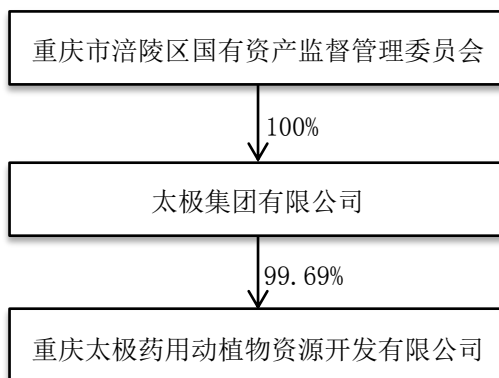 重庆市涪陵区国有资产监督管理委员会
100%
太极集团有限公司
99.69%
重庆太极药用动植物资源开发有限公司